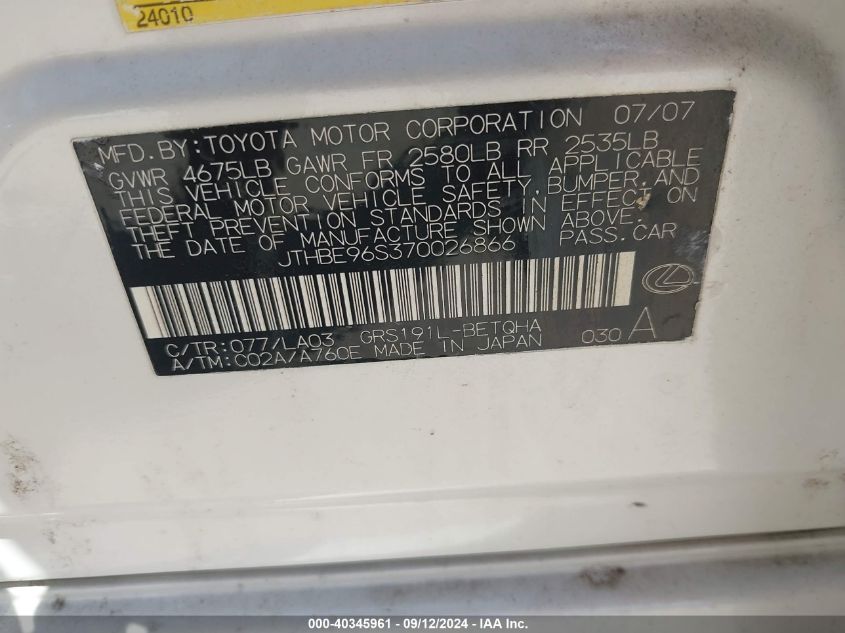 24010
MFD. BY: TOYOTA MOTOR CORPORATION 07/07
GVWR 4675LB GAWR FR 2580LB RR 2535LB
THIS VEHICLE CONFORMS TO ALL APPLICABLE
FEDERAL MOTOR VEHICLE SAFETY, BUMPER, AND
THEFT PREVENTION STANDARDS IN EFFECT ON
THE DATE OF MANUFACTURE SHOWN ABOVE.
JTHBE96S370026866 PASS. CAR
C/TR: 077/LA03 GRS191L-BETQHA 030 A
A/TM: C02A/A760E MADE IN JAPAN
000-40345961 - 09/12/2024 - IAA Inc.